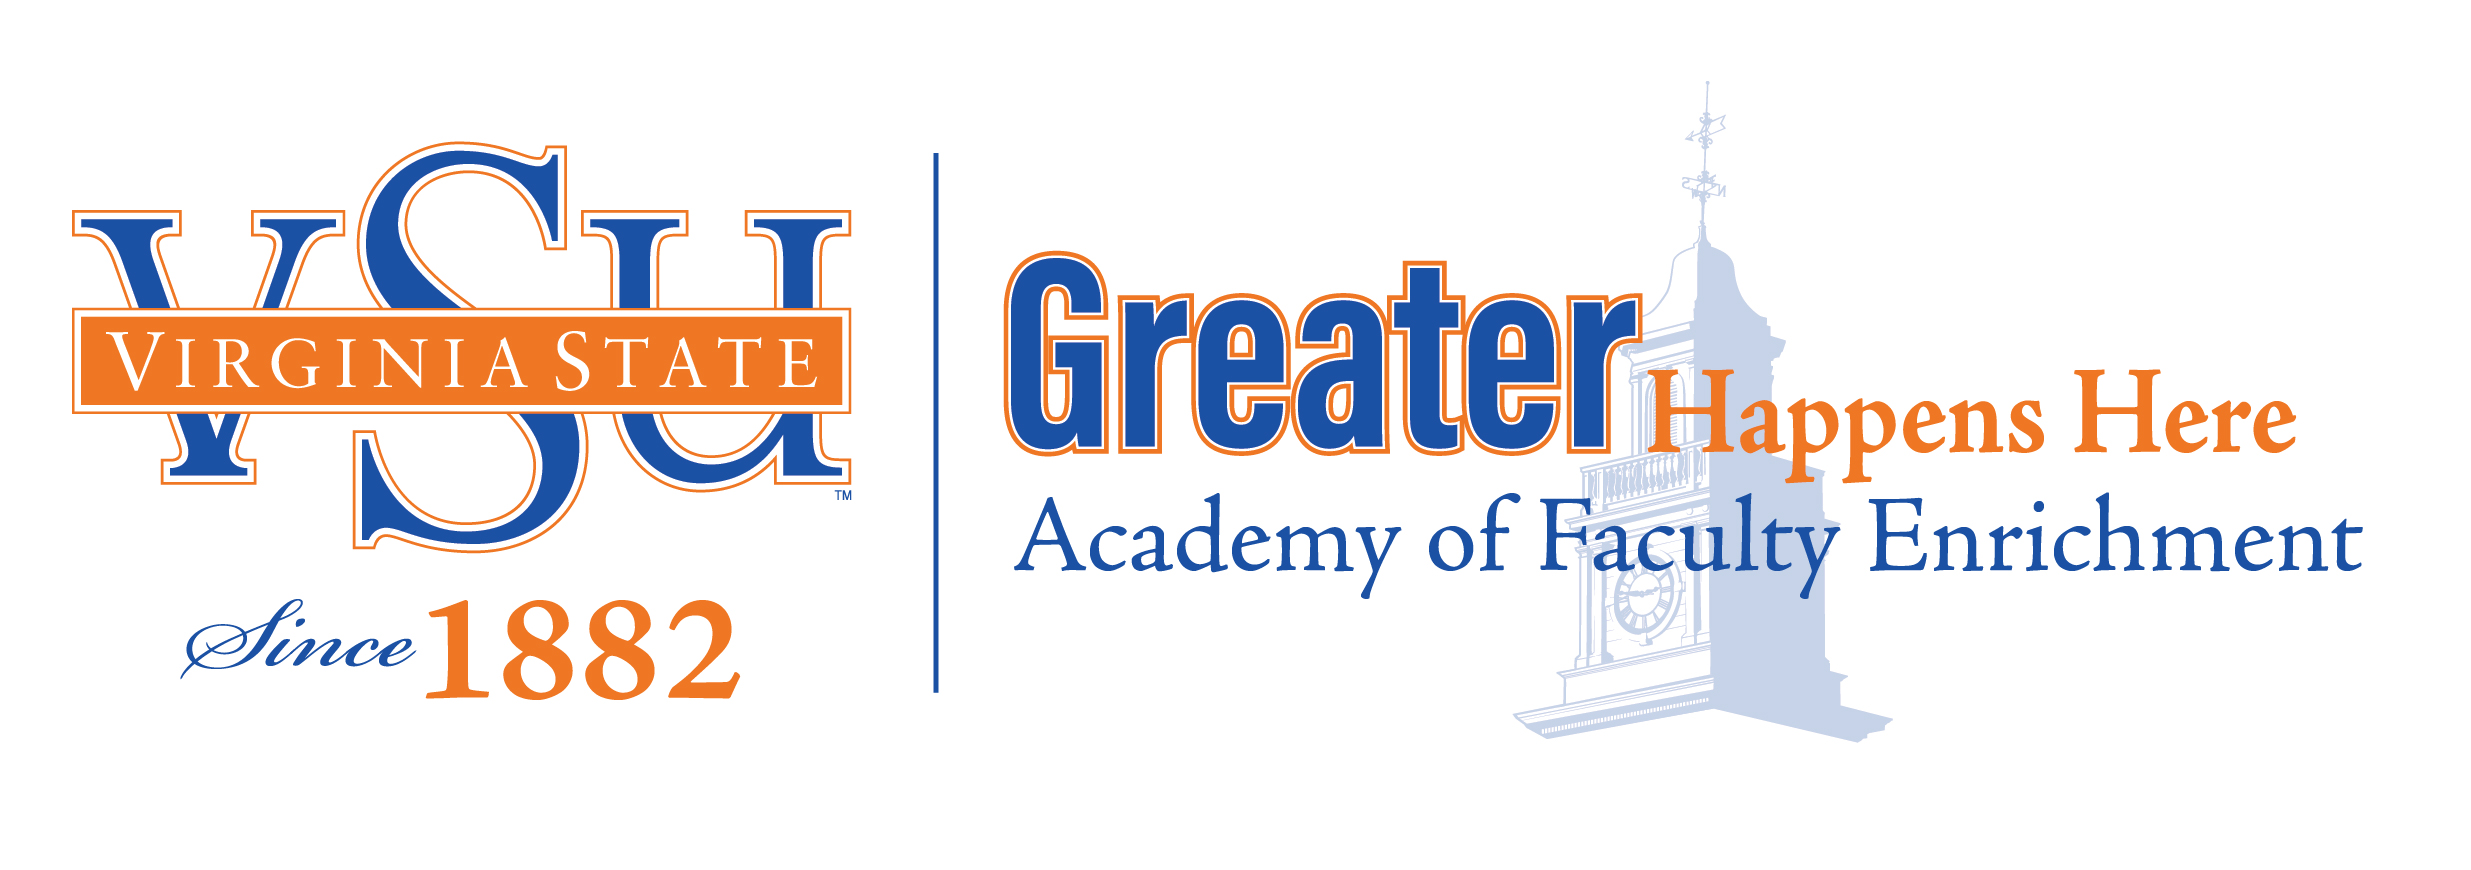 VSU
VIRGINIA STATE
TM
Since 1882
Greater Happens Here
Academy of Faculty Enrichment